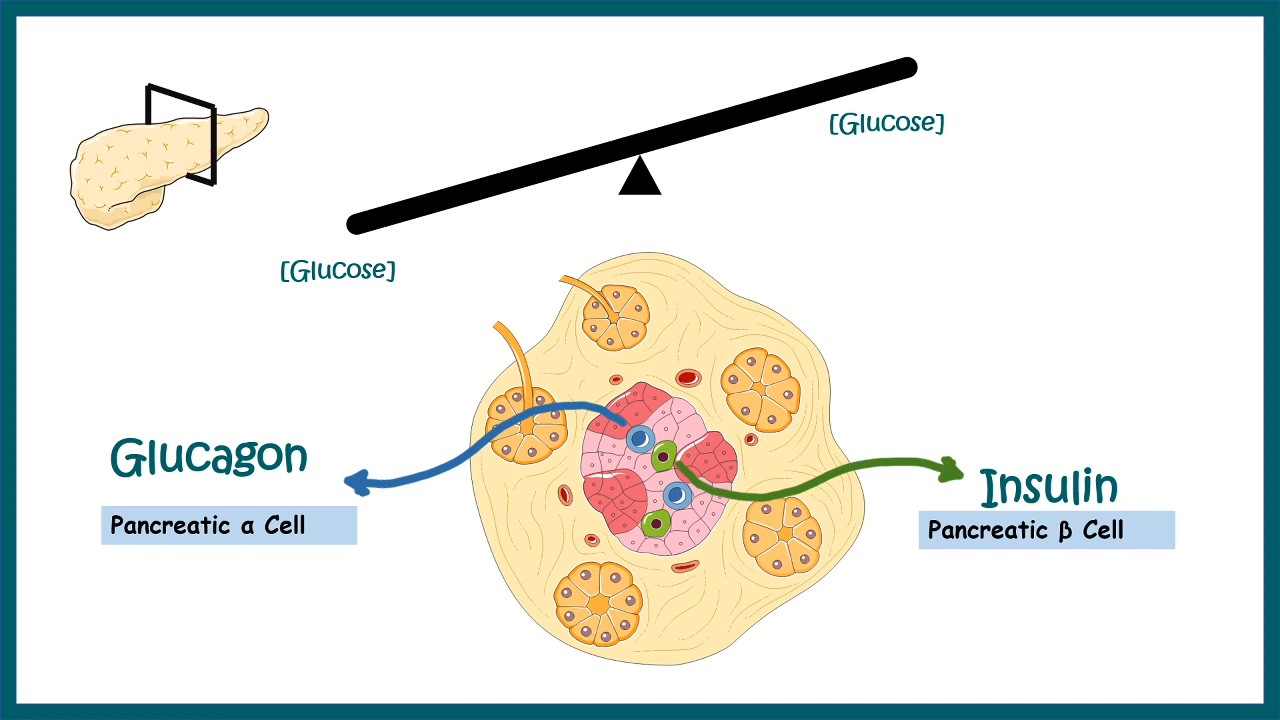 [Glucose]
[Glucose]
Glucagon
Pancreatic α Cell
Insulin
Pancreatic β Cell